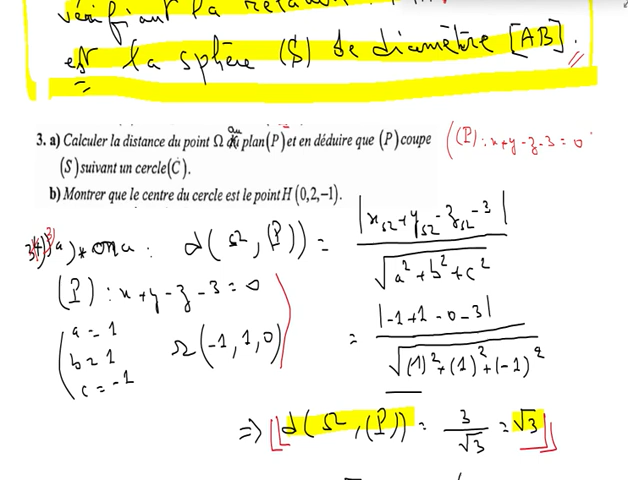 vérifiant la relation
est la sphère (S) de diamètre [AB].
3. a) Calculer la distance du point Ω au plan (P) et en déduire que (P) coupe ((P) : x+y-z-3=0
(S) suivant un cercle (C).
b) Montrer que le centre du cercle est le point H (0,2,-1).
a) * on a : d(Ω, (P)) = |xΩ+yΩ-zΩ-3| / √a²+b²+c²
(P) : x+y-z-3=0
a=1
b=1 Ω(-1,1,0) = |-1+1-0-3| / √(1)²+(1)²+(-1)²
c=-1
=> [[d(Ω,(P)) = 3/√3 = √3]]